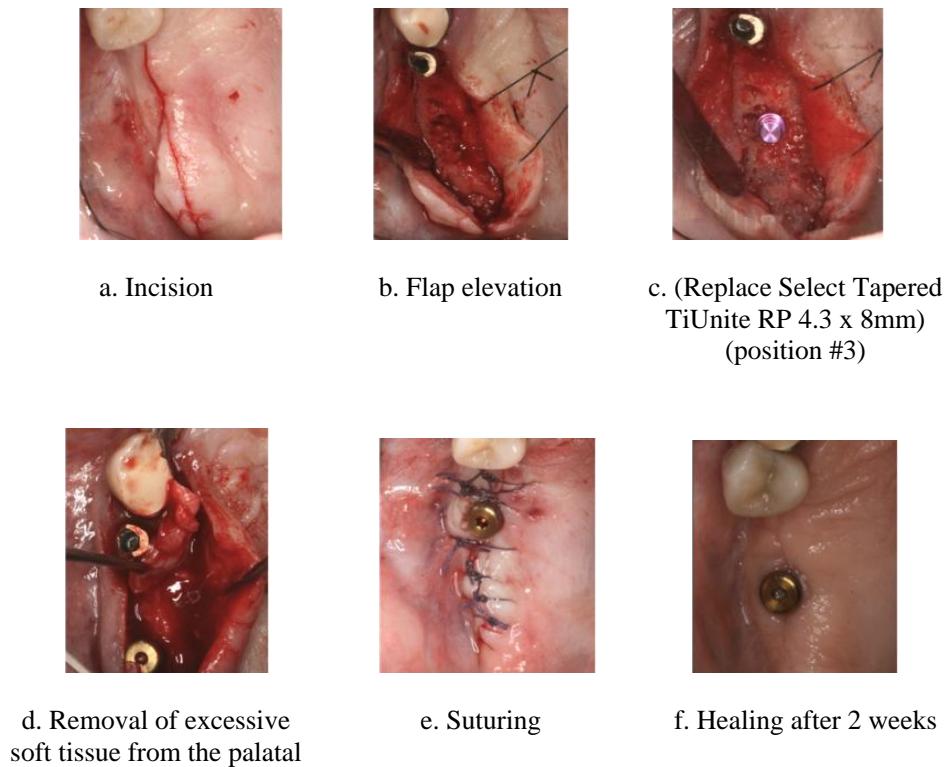 a. Incision
b. Flap elevation
c. (Replace Select Tapered
TiUnite RP 4.3 x 8mm)
(position #3)
d. Removal of excessive
soft tissue from the palatal
e. Suturing
f. Healing after 2 weeks